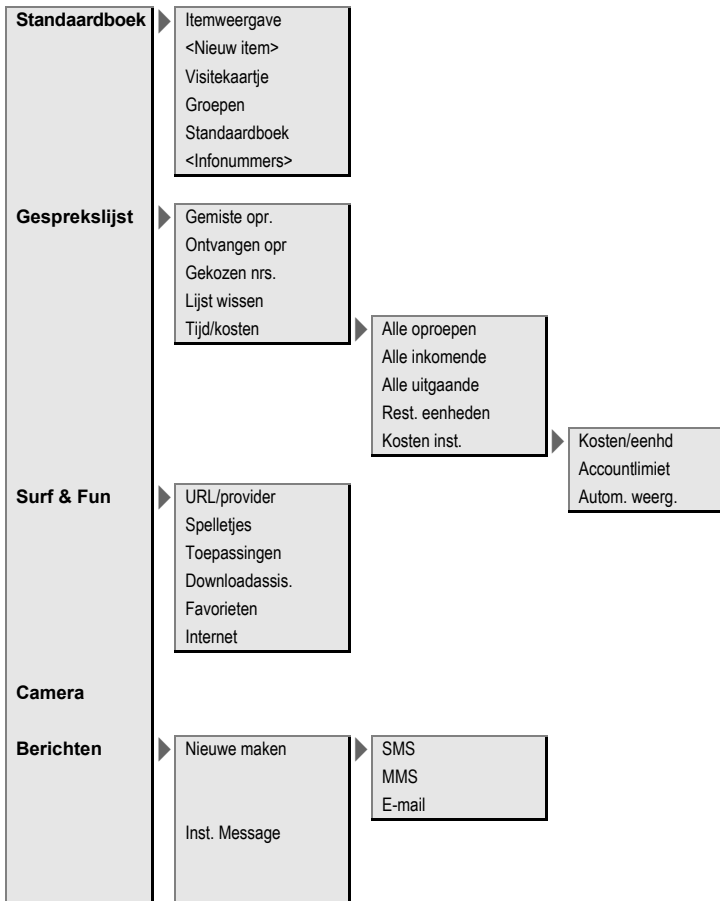 Standaardboek
Itemweergave
<Nieuw item>
Visitekaartje
Groepen
Standaardboek
<Infonummers>
Gesprekslijst
Gemiste opr.
Ontvangen opr
Gekozen nrs.
Lijst wissen
Tijd/kosten
Alle oproepen
Alle inkomende
Alle uitgaande
Rest. eenheden
Kosten inst.
Kosten/eenhd
Accountlimiet
Autom. weerg.
Surf & Fun
URL/provider
Spelletjes
Toepassingen
Downloadassis.
Favorieten
Internet
Camera
Berichten
Nieuwe maken
SMS
MMS
E-mail
Inst. Message